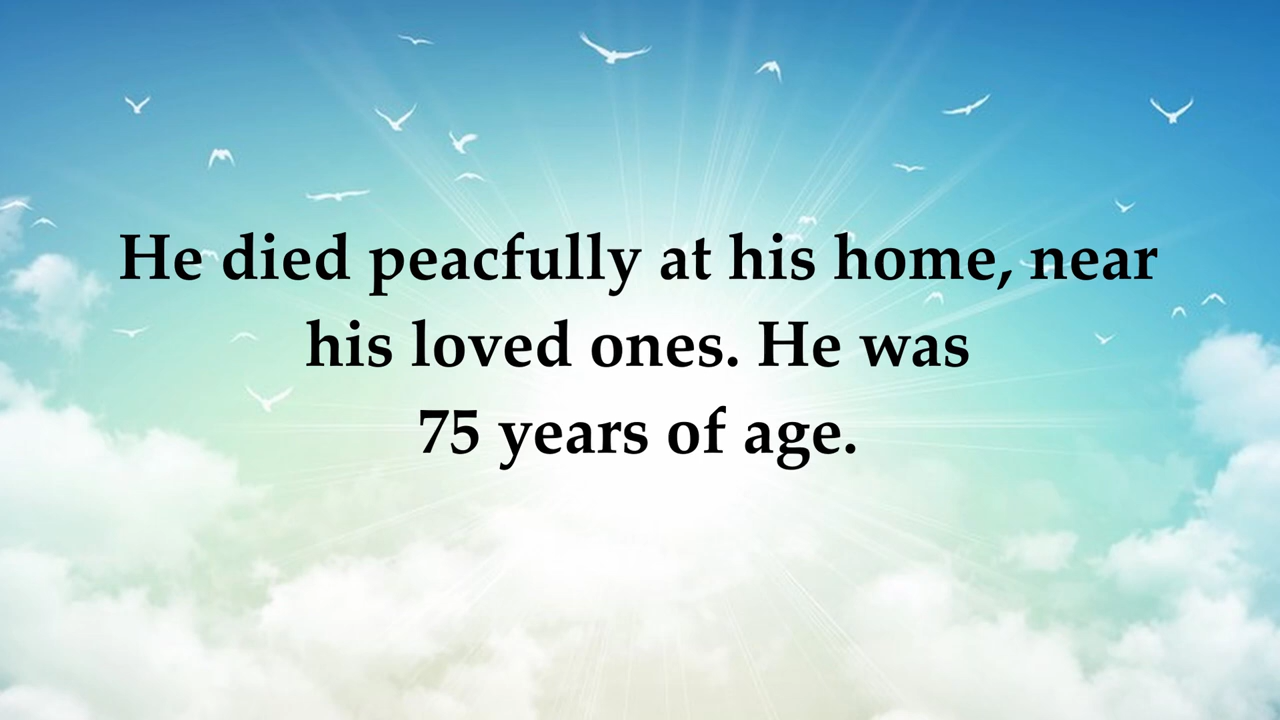 He died peacfully at his home, near
his loved ones. He was
75 years of age.